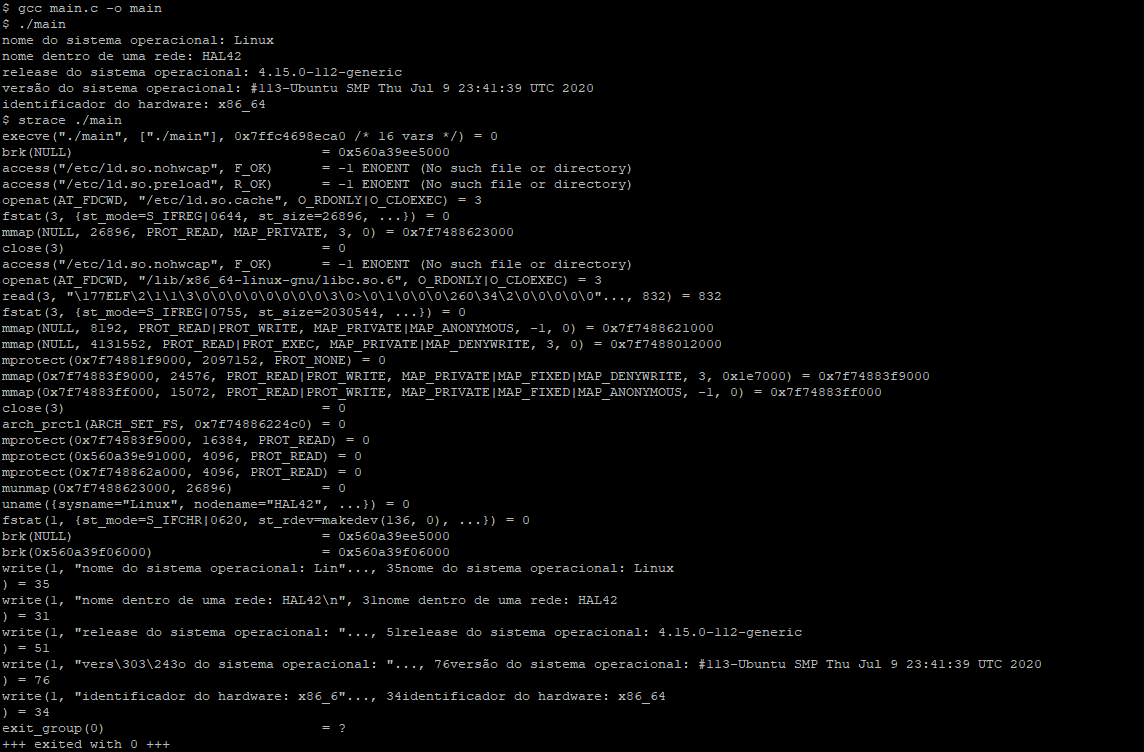 $ gcc main.c -o main
$ ./main
nome do sistema operacional: Linux
nome dentro de uma rede: HAL42
release do sistema operacional: 4.15.0-112-generic
versão do sistema operacional: #113-Ubuntu SMP Thu Jul 9 23:41:39 UTC 2020
identificador do hardware: x86_64
$ strace ./main
execve("./main", ["./main"], 0x7ffc4698eca0 /* 16 vars */) = 0
brk(NULL)                               = 0x560a39ee5000
access("/etc/ld.so.nohwcap", F_OK)      = -1 ENOENT (No such file or directory)
access("/etc/ld.so.preload", R_OK)      = -1 ENOENT (No such file or directory)
openat(AT_FDCWD, "/etc/ld.so.cache", O_RDONLY|O_CLOEXEC) = 3
fstat(3, {st_mode=S_IFREG|0644, st_size=26896, ...}) = 0
mmap(NULL, 26896, PROT_READ, MAP_PRIVATE, 3, 0) = 0x7f7488623000
close(3)                                = 0
access("/etc/ld.so.nohwcap", F_OK)      = -1 ENOENT (No such file or directory)
openat(AT_FDCWD, "/lib/x86_64-linux-gnu/libc.so.6", O_RDONLY|O_CLOEXEC) = 3
read(3, "\177ELF\2\1\1\3\0\0\0\0\0\0\0\0\3\0>\0\1\0\0\0\260\34\2\0\0\0\0\0"..., 832) = 832
fstat(3, {st_mode=S_IFREG|0755, st_size=2030544, ...}) = 0
mmap(NULL, 8192, PROT_READ|PROT_WRITE, MAP_PRIVATE|MAP_ANONYMOUS, -1, 0) = 0x7f7488621000
mmap(NULL, 4131552, PROT_READ|PROT_EXEC, MAP_PRIVATE|MAP_DENYWRITE, 3, 0) = 0x7f7488012000
mprotect(0x7f74881f9000, 2097152, PROT_NONE) = 0
mmap(0x7f74883f9000, 24576, PROT_READ|PROT_WRITE, MAP_PRIVATE|MAP_FIXED|MAP_DENYWRITE, 3, 0x1e7000) = 0x7f74883f9000
mmap(0x7f74883ff000, 15072, PROT_READ|PROT_WRITE, MAP_PRIVATE|MAP_FIXED|MAP_ANONYMOUS, -1, 0) = 0x7f74883ff000
close(3)                                = 0
arch_prctl(ARCH_SET_FS, 0x7f74886224c0) = 0
mprotect(0x7f74883f9000, 16384, PROT_READ) = 0
mprotect(0x560a39e91000, 4096, PROT_READ) = 0
mprotect(0x7f748862a000, 4096, PROT_READ) = 0
munmap(0x7f7488623000, 26896)           = 0
uname({sysname="Linux", nodename="HAL42", ...}) = 0
fstat(1, {st_mode=S_IFCHR|0620, st_rdev=makedev(136, 0), ...}) = 0
brk(NULL)                               = 0x560a39ee5000
brk(0x560a39f06000)                     = 0x560a39f06000
write(1, "nome do sistema operacional: Lin"..., 35nome do sistema operacional: Linux
) = 35
write(1, "nome dentro de uma rede: HAL42\n", 31nome dentro de uma rede: HAL42
) = 31
write(1, "release do sistema operacional: "..., 51release do sistema operacional: 4.15.0-112-generic
) = 51
write(1, "vers\303\243o do sistema operacional: "..., 76versão do sistema operacional: #113-Ubuntu SMP Thu Jul 9 23:41:39 UTC 2020
) = 76
write(1, "identificador do hardware: x86_6"..., 34identificador do hardware: x86_64
) = 34
exit_group(0)                           = ?
+++ exited with 0 +++